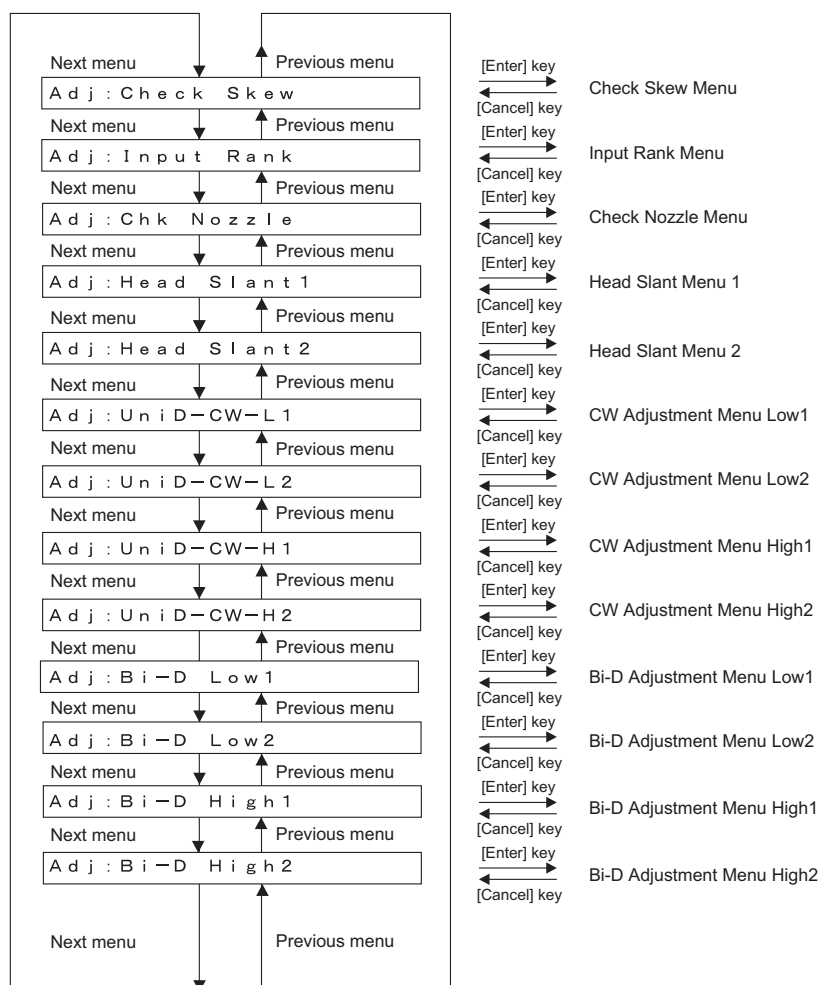 Next menu Previous menu [Enter] key
Adj:Check Skew Check Skew Menu
[Cancel] key
Next menu Previous menu [Enter] key
Adj:Input Rank Input Rank Menu
[Cancel] key
Next menu Previous menu [Enter] key
Adj:Chk Nozzle Check Nozzle Menu
[Cancel] key
Next menu Previous menu [Enter] key
Adj:Head Slant1 Head Slant Menu 1
[Cancel] key
Next menu Previous menu [Enter] key
Adj:Head Slant2 Head Slant Menu 2
[Cancel] key
Next menu Previous menu [Enter] key
Adj:UniD-CW-L1 CW Adjustment Menu Low1
[Cancel] key
Next menu Previous menu [Enter] key
Adj:UniD-CW-L2 CW Adjustment Menu Low2
[Cancel] key
Next menu Previous menu [Enter] key
Adj:UniD-CW-H1 CW Adjustment Menu High1
[Cancel] key
Next menu Previous menu [Enter] key
Adj:UniD-CW-H2 CW Adjustment Menu High2
[Cancel] key
Next menu Previous menu [Enter] key
Adj:Bi-D Low1 Bi-D Adjustment Menu Low1
[Cancel] key
Next menu Previous menu [Enter] key
Adj:Bi-D Low2 Bi-D Adjustment Menu Low2
[Cancel] key
Next menu Previous menu [Enter] key
Adj:Bi-D High1 Bi-D Adjustment Menu High1
[Cancel] key
Next menu Previous menu [Enter] key
Adj:Bi-D High2 Bi-D Adjustment Menu High2
[Cancel] key
Next menu Previous menu